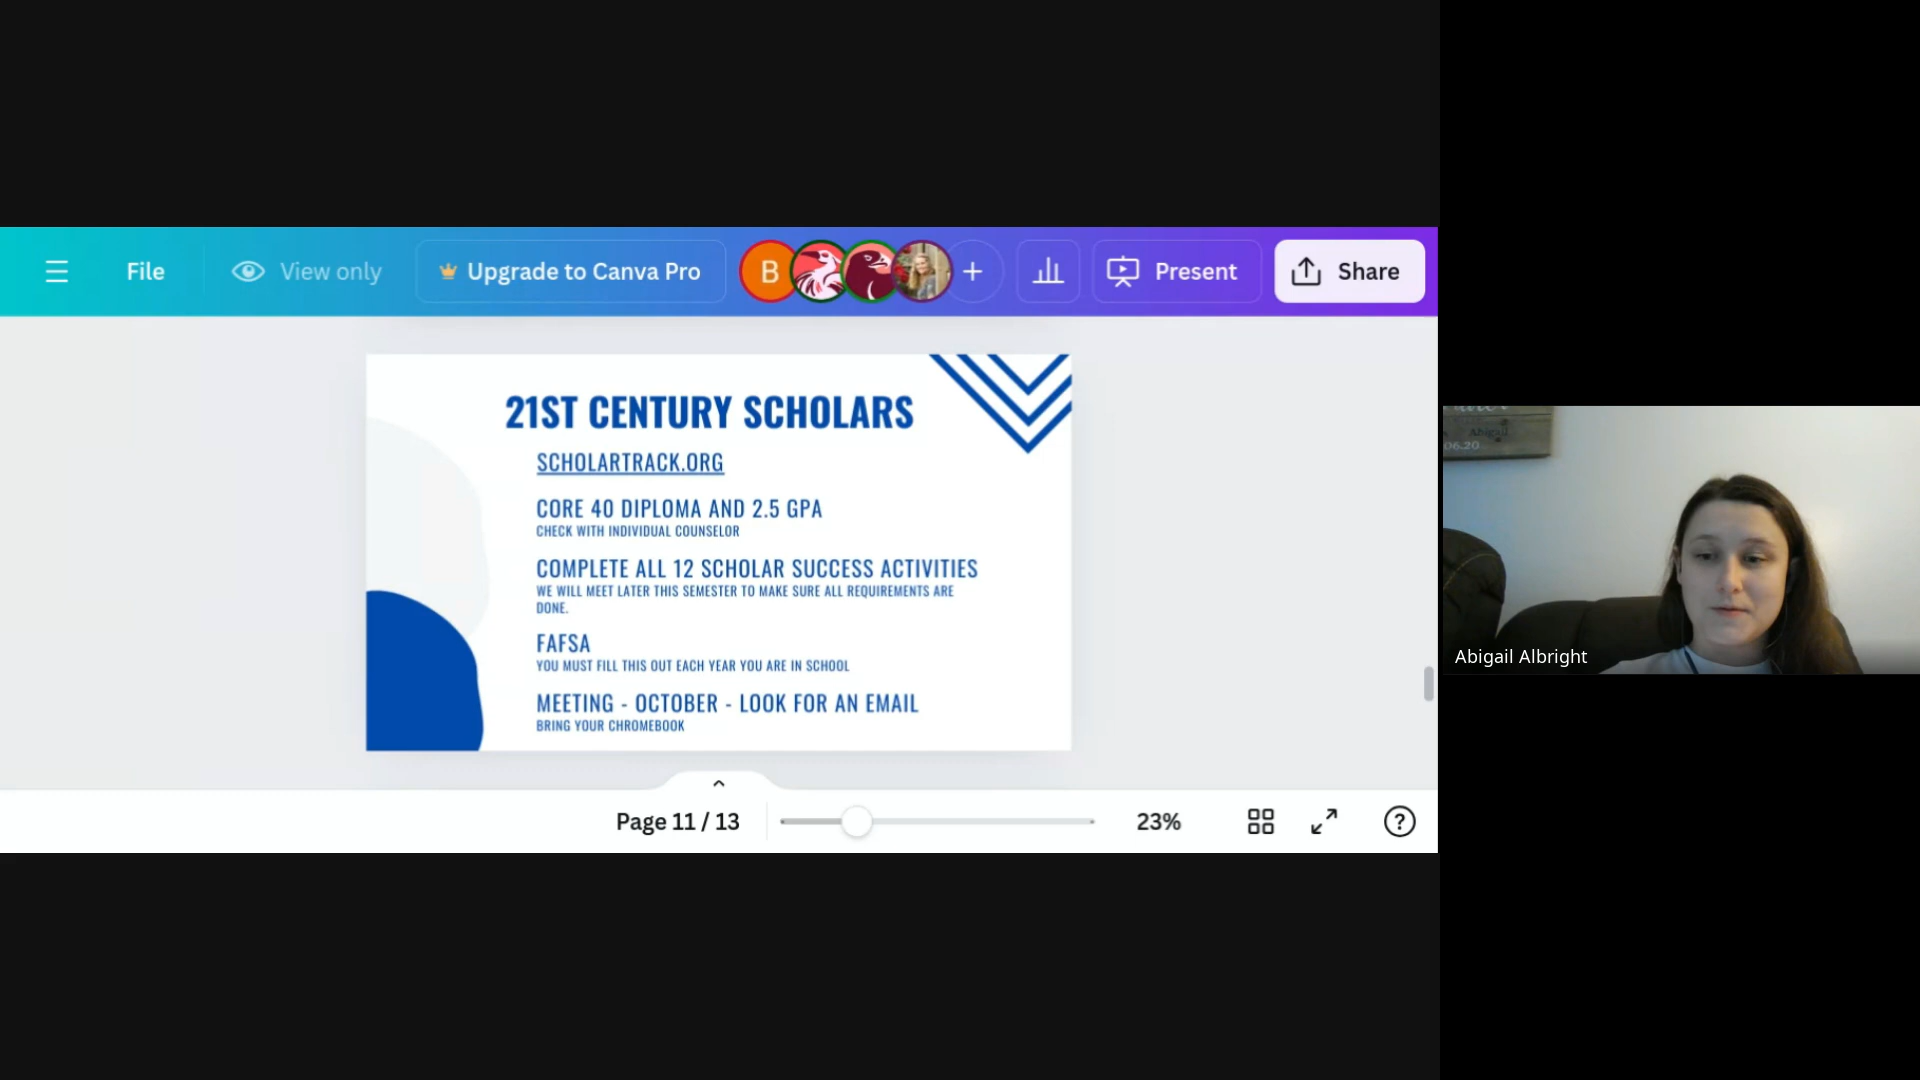 File
View only
Upgrade to Canva Pro
B
Present
Share
21ST CENTURY SCHOLARS
SCHOLARTRACK.ORG
CORE 40 DIPLOMA AND 2.5 GPA
CHECK WITH INDIVIDUAL COUNSELOR
COMPLETE ALL 12 SCHOLAR SUCCESS ACTIVITIES
WE WILL MEET LATER THIS SEMESTER TO MAKE SURE ALL REQUIREMENTS ARE
DONE.
FAFSA
YOU MUST FILL THIS OUT EACH YEAR YOU ARE IN SCHOOL
MEETING - OCTOBER - LOOK FOR AN EMAIL
BRING YOUR CHROMEBOOK
Page 11 / 13
23%
Abigail
06.20
Abigail Albright